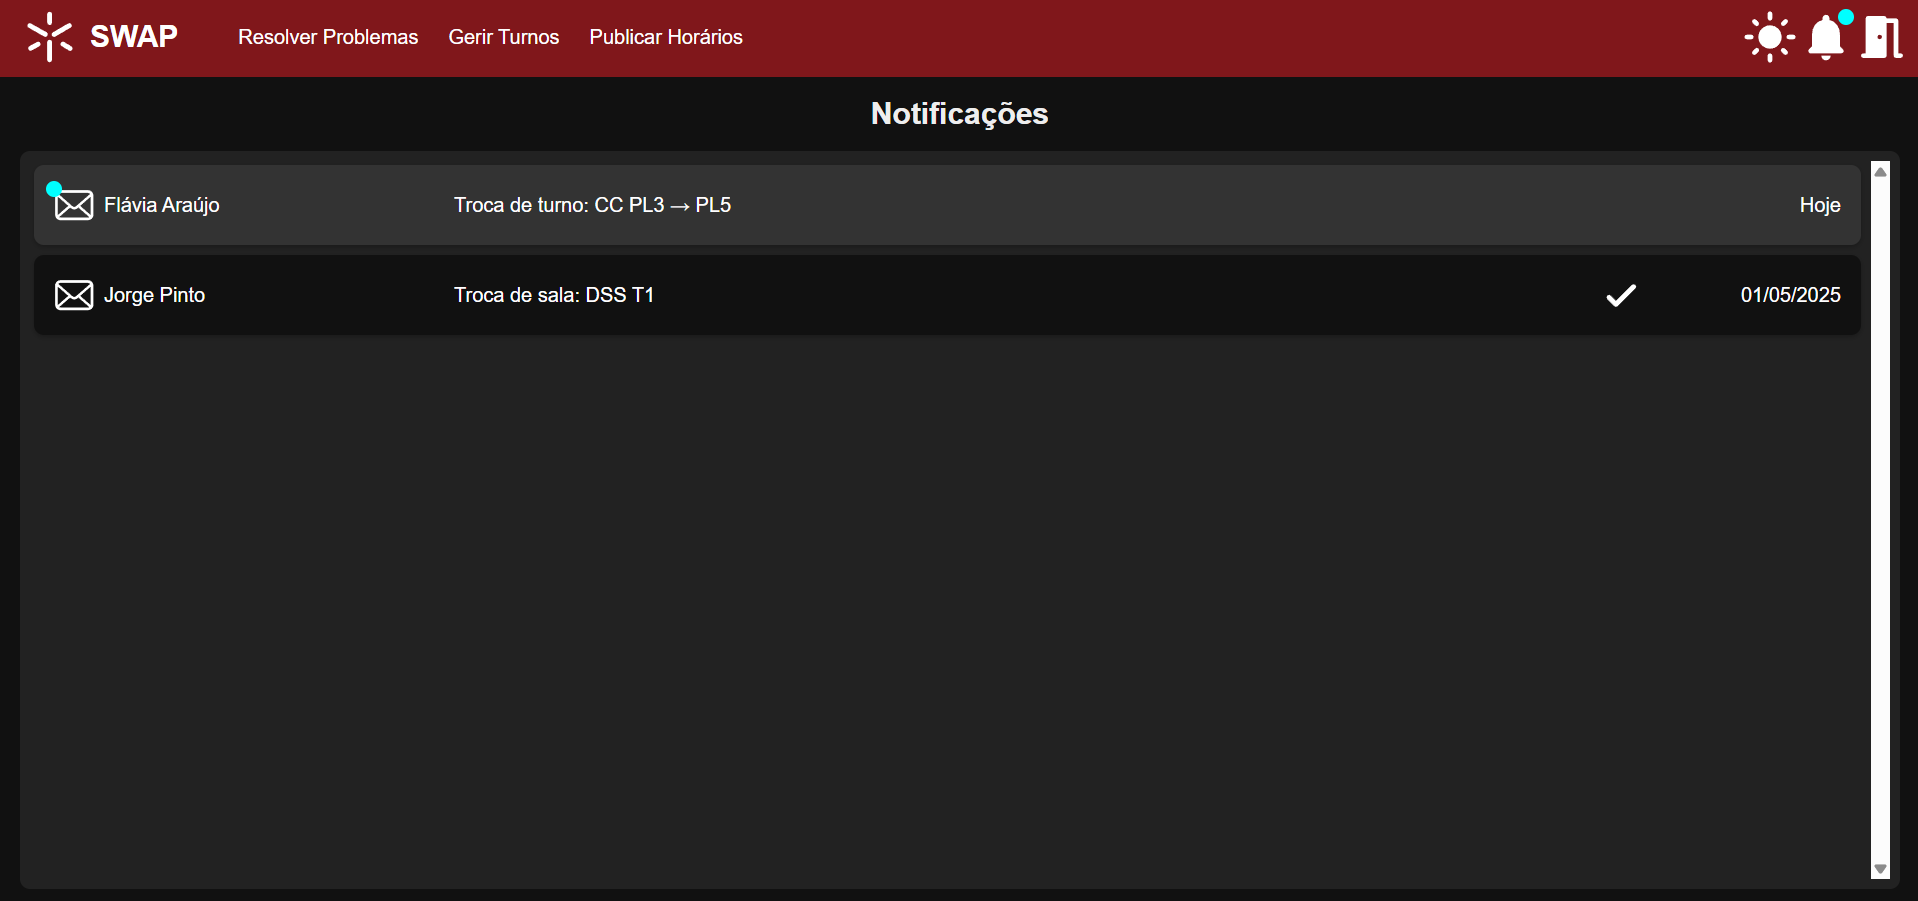 SWAP
Resolver Problemas
Gerir Turnos
Publicar Horários
Notificações
Flávia Araújo
Troca de turno: CC PL3 → PL5
Hoje
Jorge Pinto
Troca de sala: DSS T1
01/05/2025